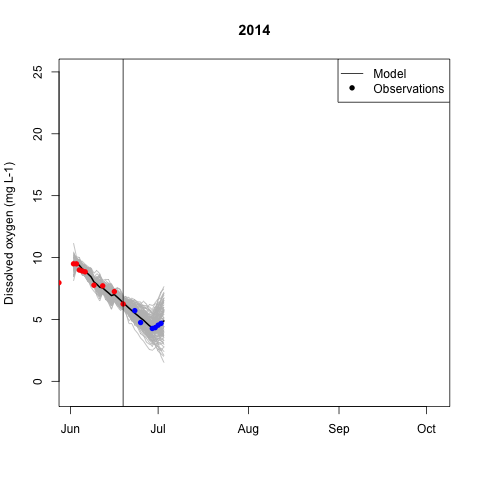 2014
Dissolved oxygen (mg L-1)
25
20
15
10
5
0
Model
Observations
Jun
Jul
Aug
Sep
Oct